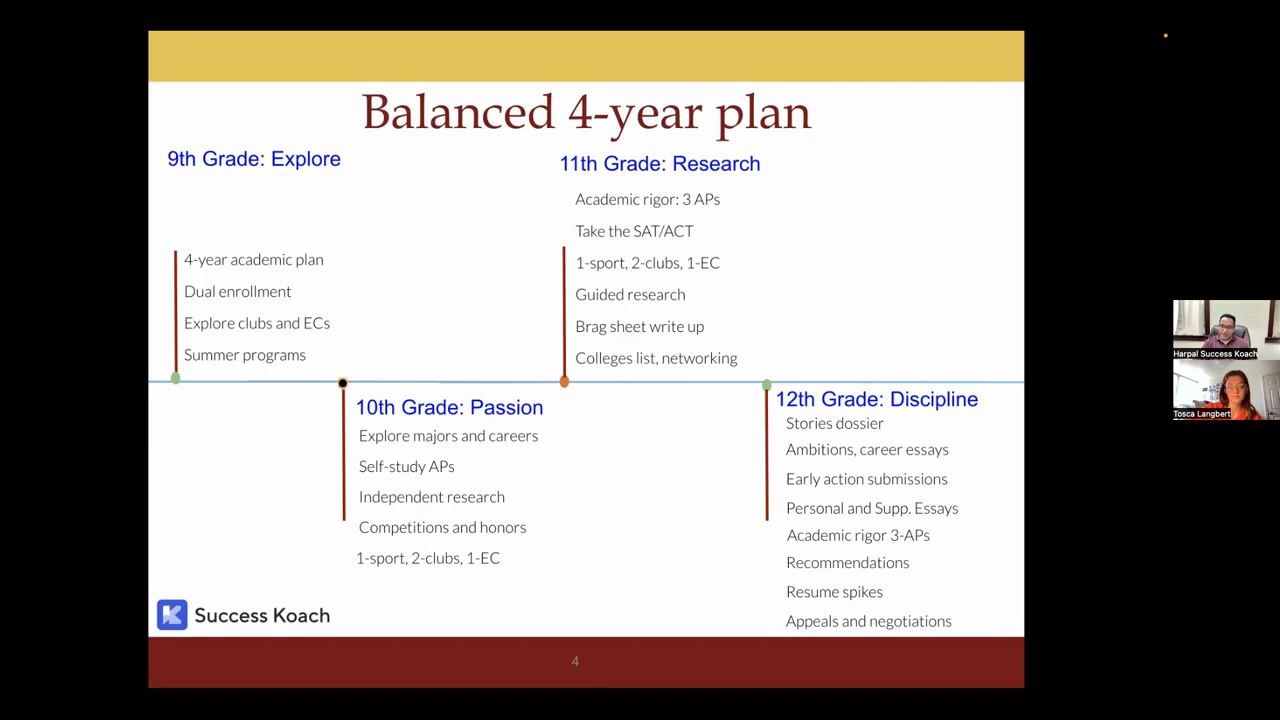 Balanced 4-year plan
9th Grade: Explore
4-year academic plan
Dual enrollment
Explore clubs and ECs
Summer programs
10th Grade: Passion
Explore majors and careers
Self-study APs
Independent research
Competitions and honors
1-sport, 2-clubs, 1-EC
11th Grade: Research
Academic rigor: 3 APs
Take the SAT/ACT
1-sport, 2-clubs, 1-EC
Guided research
Brag sheet write up
Colleges list, networking
12th Grade: Discipline
Stories dossier
Ambitions, career essays
Early action submissions
Personal and Supp. Essays
Academic rigor 3-APs
Recommendations
Resume spikes
Appeals and negotiations
Success Koach
4
Harpal Success Koach
Tosca Langbert